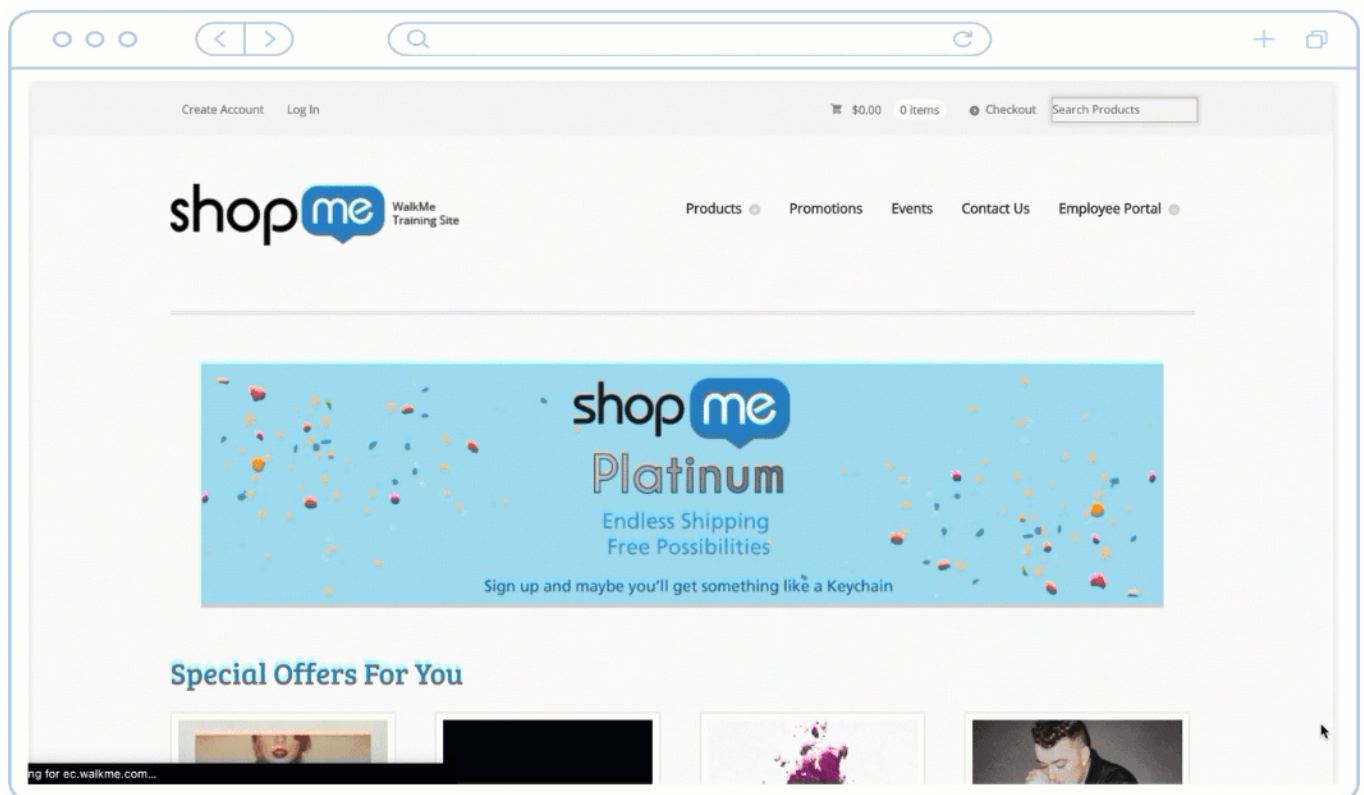 Create Account Log In $0.00 0 items Checkout Search Products
shop me WalkMe
Training Site
Products Promotions Events Contact Us Employee Portal
shop me
Platinum
Endless Shipping
Free Possibilities
Sign up and maybe you'll get something like a Keychain
Special Offers For You
ng for ec.walkme.com...